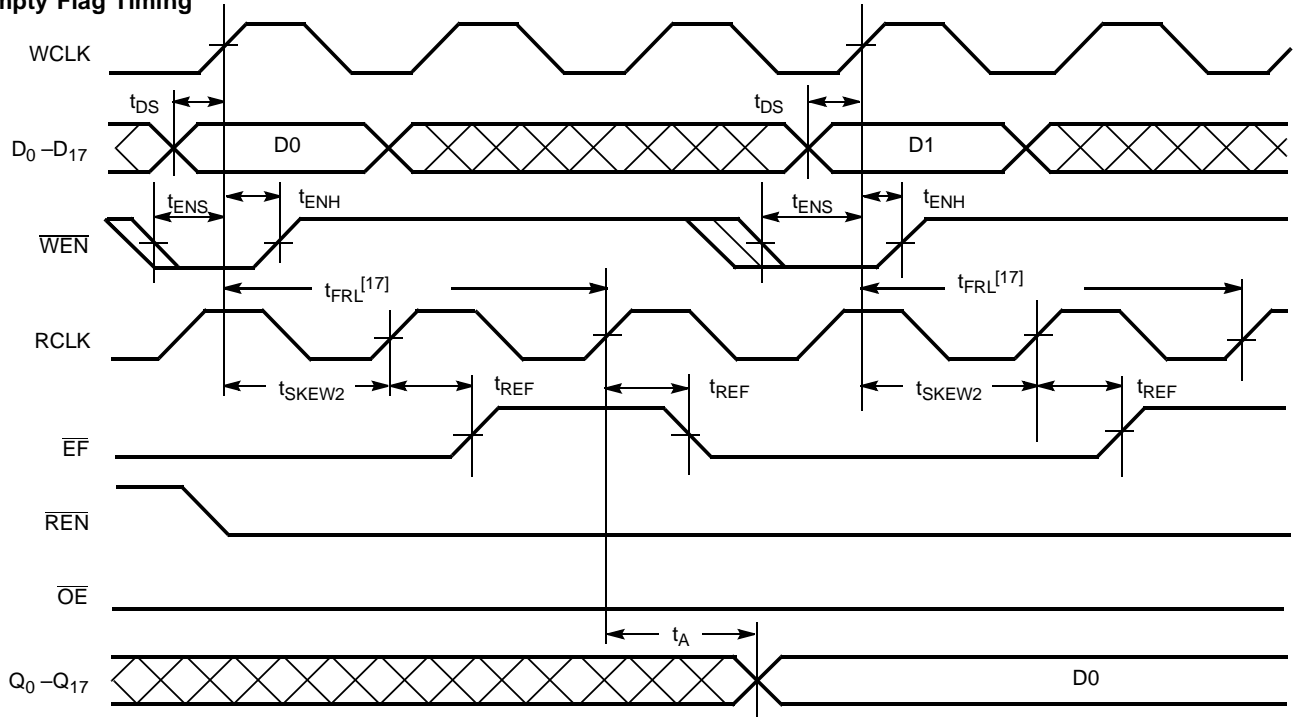 mpty Flag Timing
WCLK
tDS tDS
D0 –D17 D0 D1
tENS tENH tENS tENH
WEN
tFRL[17] tFRL[17]
RCLK
tSKEW2 tREF tREF tSKEW2 tREF
EF
REN
OE
tA
Q0 –Q17 D0